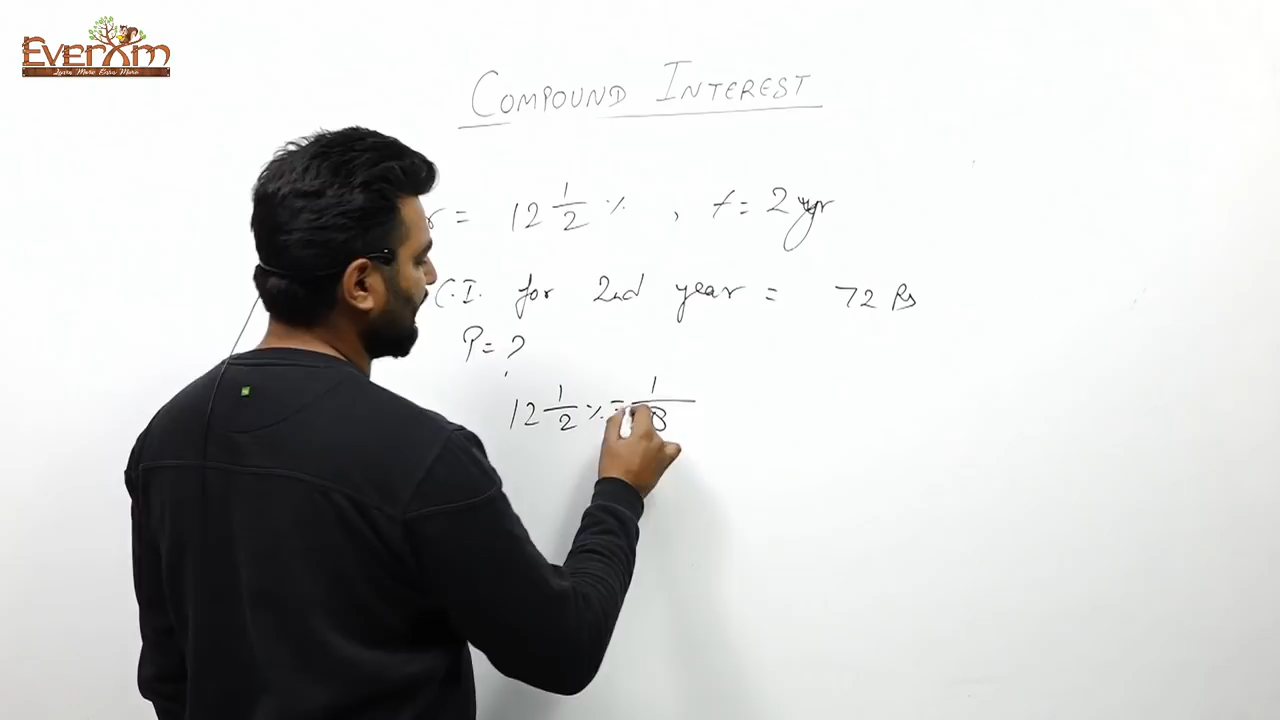 Everxm
Learn More Earn More
COMPOUND INTEREST
r = 12 1/2 % , t = 2 yr
C.I. for 2nd year = 72 Rs
P = ?
12 1/2 % = 1/8